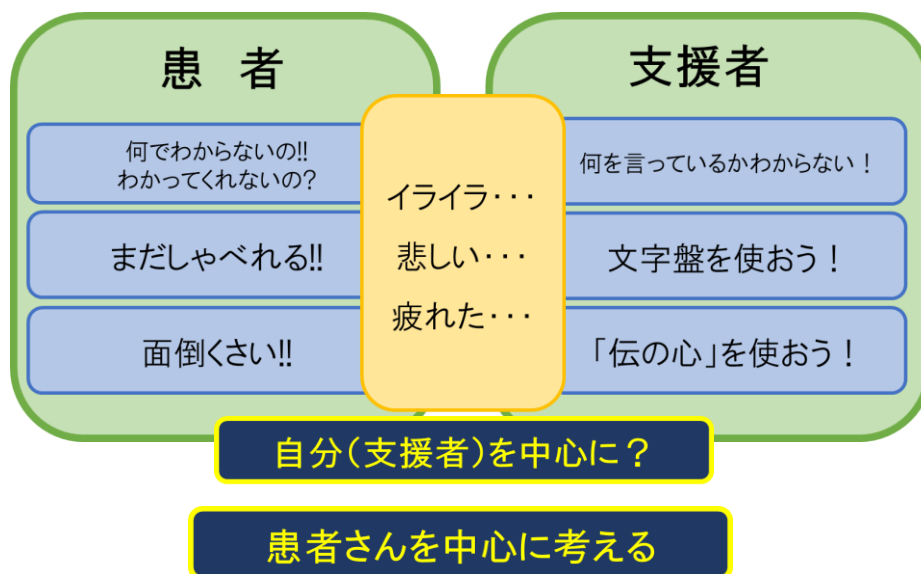 患　者
何でわからないの!!
わかってくれないの?
まだしゃべれる!!
面倒くさい!!
イライラ・・・
悲しい・・・
疲れた・・・
支援者
何を言っているかわからない！
文字盤を使おう！
「伝の心」を使おう！
自分(支援者)を中心に？
患者さんを中心に考える